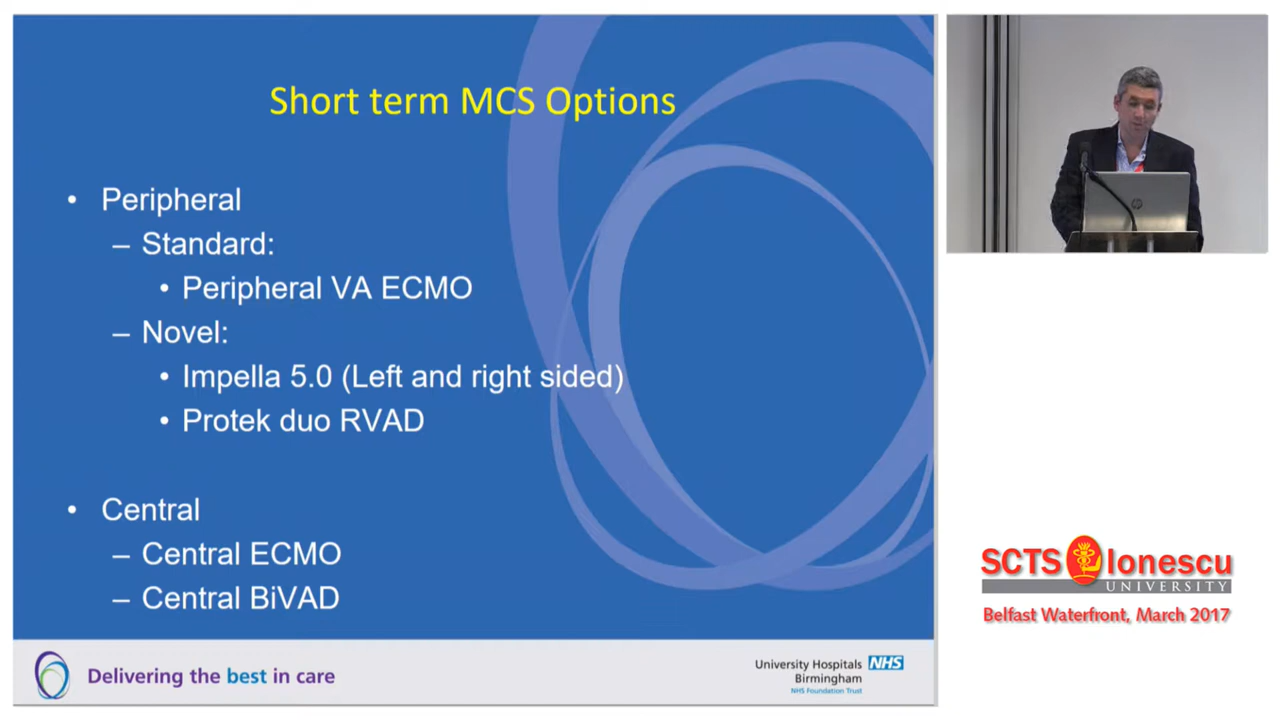 Short term MCS Options
• Peripheral
– Standard:
• Peripheral VA ECMO
– Novel:
• Impella 5.0 (Left and right sided)
• Protek duo RVAD
• Central
– Central ECMO
– Central BiVAD
Delivering the best in care
University Hospitals NHS
Birmingham
NHS Foundation Trust
hp
SCTS Ionescu
UNIVERSITY
Belfast Waterfront, March 2017